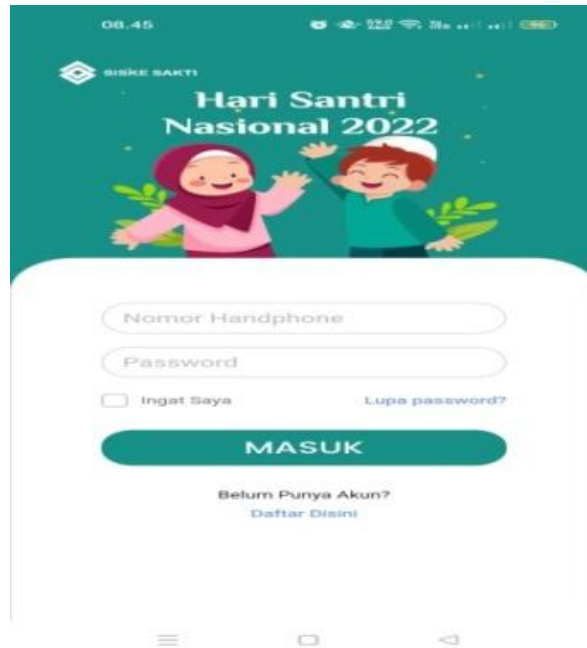 08.45
SISKE SAKTI
Hari Santri
Nasional 2022
Nomor Handphone
Password
Ingat Saya
Lupa password?
MASUK
Belum Punya Akun?
Daftar Disini